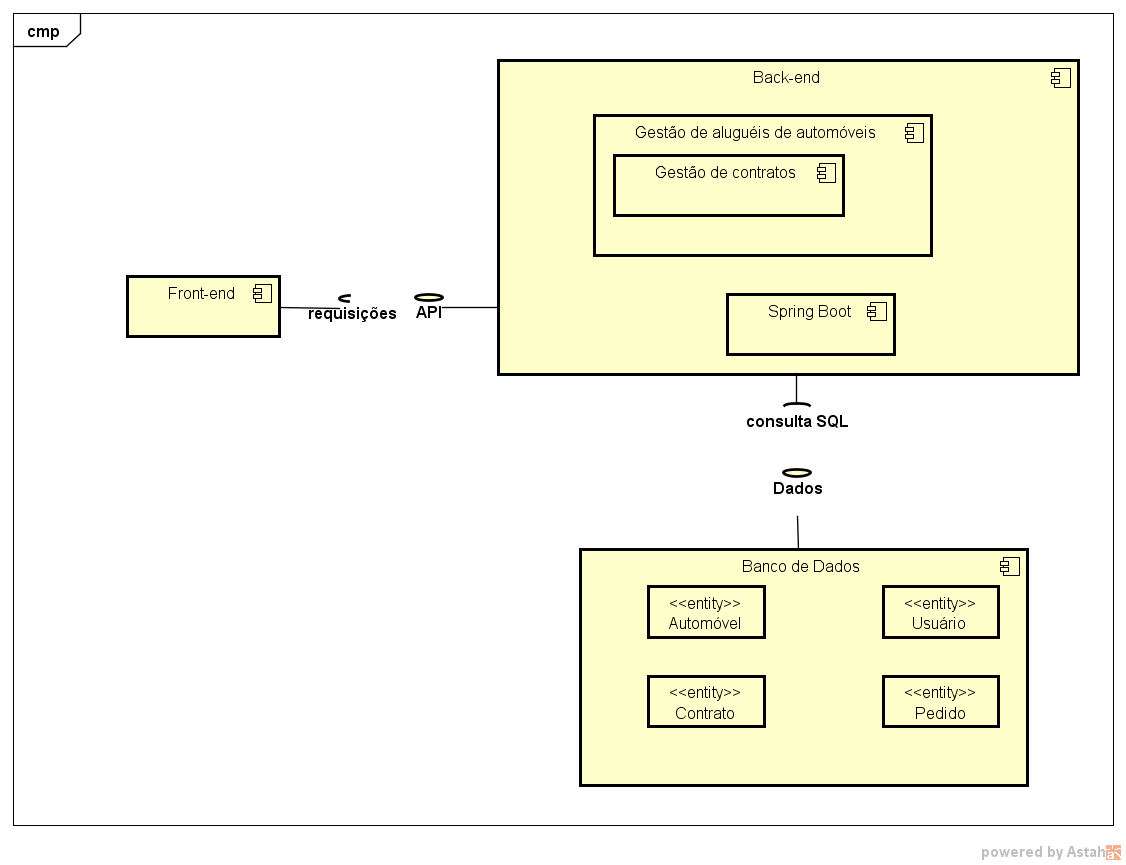 cmp
Back-end
Gestão de aluguéis de automóveis
Gestão de contratos
Front-end
requisições
API
Spring Boot
consulta SQL
Dados
Banco de Dados
<<entity>>
Automóvel
<<entity>>
Usuário
<<entity>>
Contrato
<<entity>>
Pedido
powered by Astah